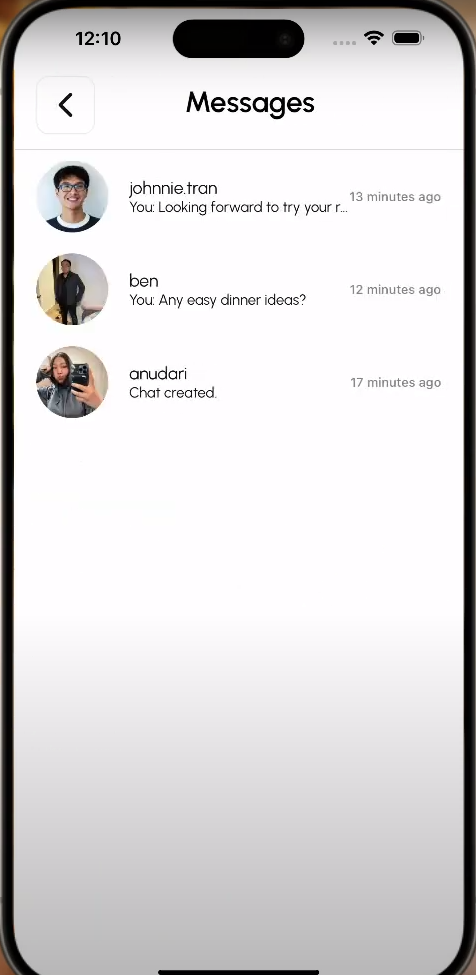 12:10
Messages
johnnie.tran
You: Looking forward to try your r...
13 minutes ago
ben
You: Any easy dinner ideas?
12 minutes ago
anudari
Chat created.
17 minutes ago